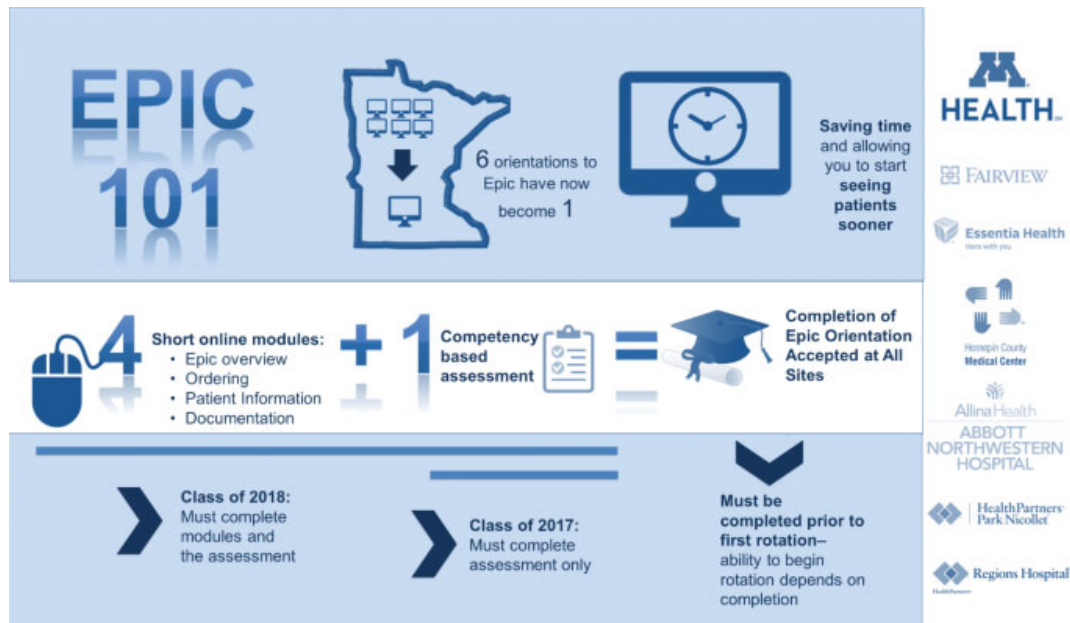 EPIC
101
6 orientations to
Epic have now
become 1
Saving time
and allowing
you to start
seeing
patients
sooner
4
Short online modules:
• Epic overview
• Ordering
• Patient Information
• Documentation
+
1
Competency
based
assessment
=
Completion of
Epic Orientation
Accepted at All
Sites
Class of 2018:
Must complete
modules and
the assessment
Class of 2017:
Must complete
assessment only
Must be
completed prior to
first rotation–
ability to begin
rotation depends on
completion
M
HEALTH
SM
FAIRVIEW
Essentia Health
Here with you
Hennepin County
Medical Center
Allina Health
ABBOTT
NORTHWESTERN
HOSPITAL
HealthPartners
Park Nicollet
Regions Hospital
HealthPartners